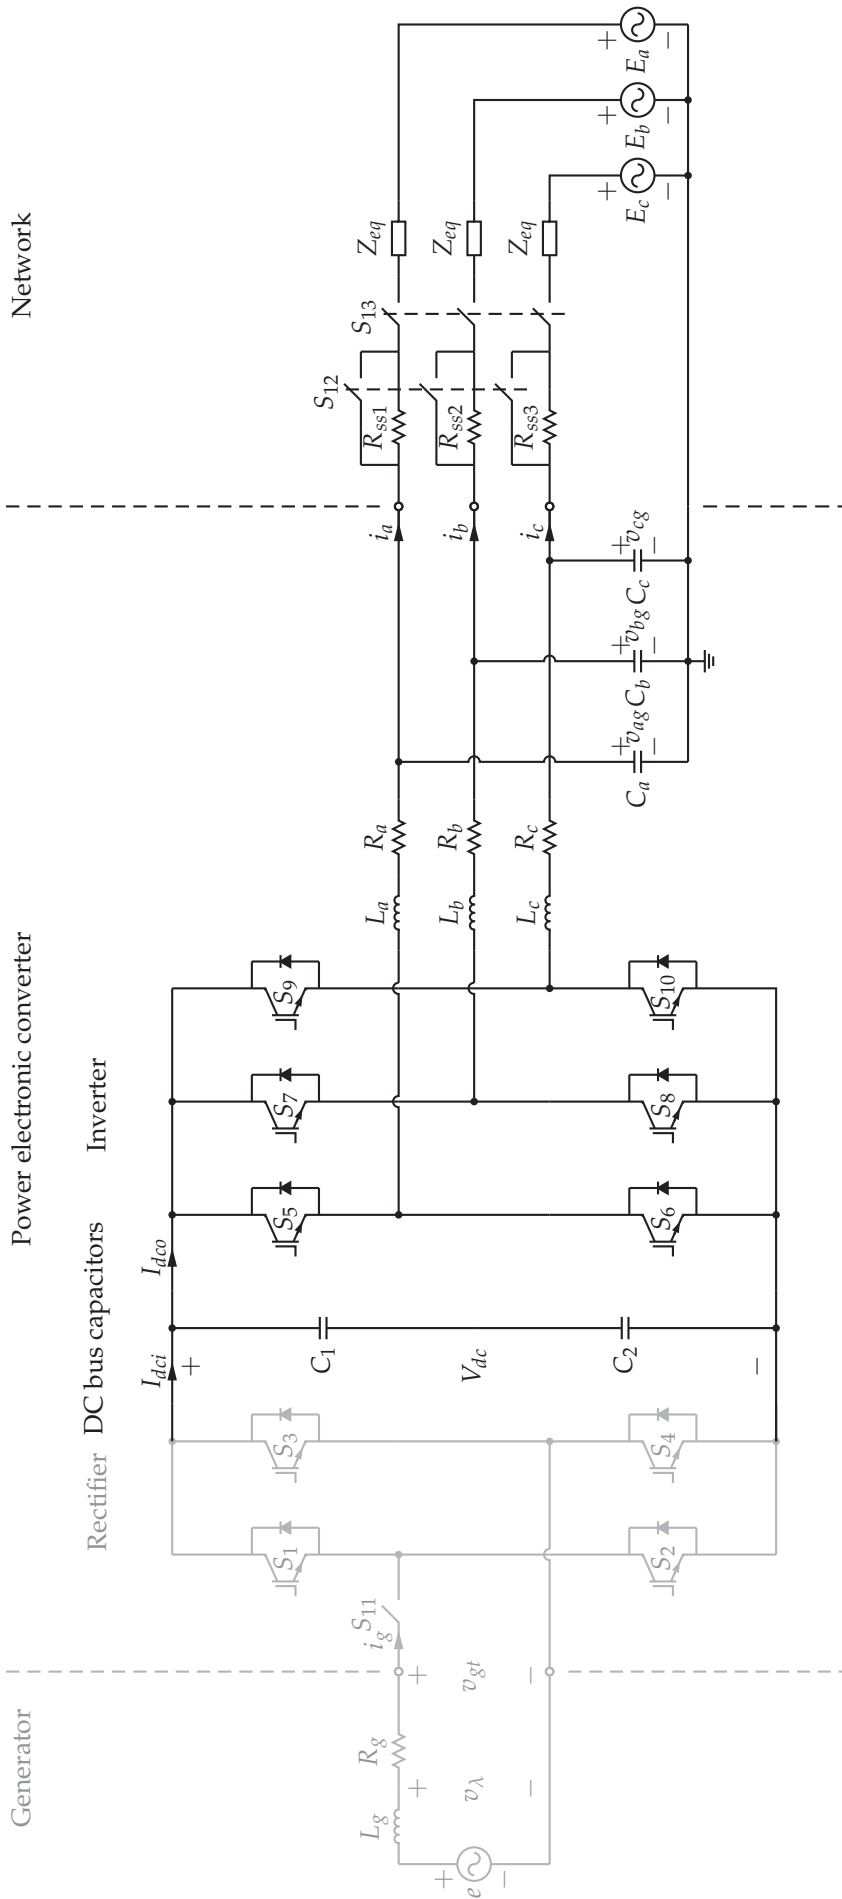 Generator
Power electronic converter
Network
Rectifier
DC bus capacitors
Inverter
e
+
−
L_g
R_g
+
v_λ
−
+
v_gt
−
i_g
S_11
S_1
S_2
S_3
S_4
I_dci
+
C_1
V_dc
C_2
−
I_dco
S_5
S_6
S_7
S_8
S_9
S_10
L_a
R_a
L_b
R_b
L_c
R_c
C_a
+
v_ag
−
C_b
+
v_bg
−
C_c
+
v_cg
−
i_a
i_b
i_c
S_12
R_ss1
R_ss2
R_ss3
S_13
Z_eq
Z_eq
Z_eq
+
E_c
−
+
E_b
−
+
E_a
−